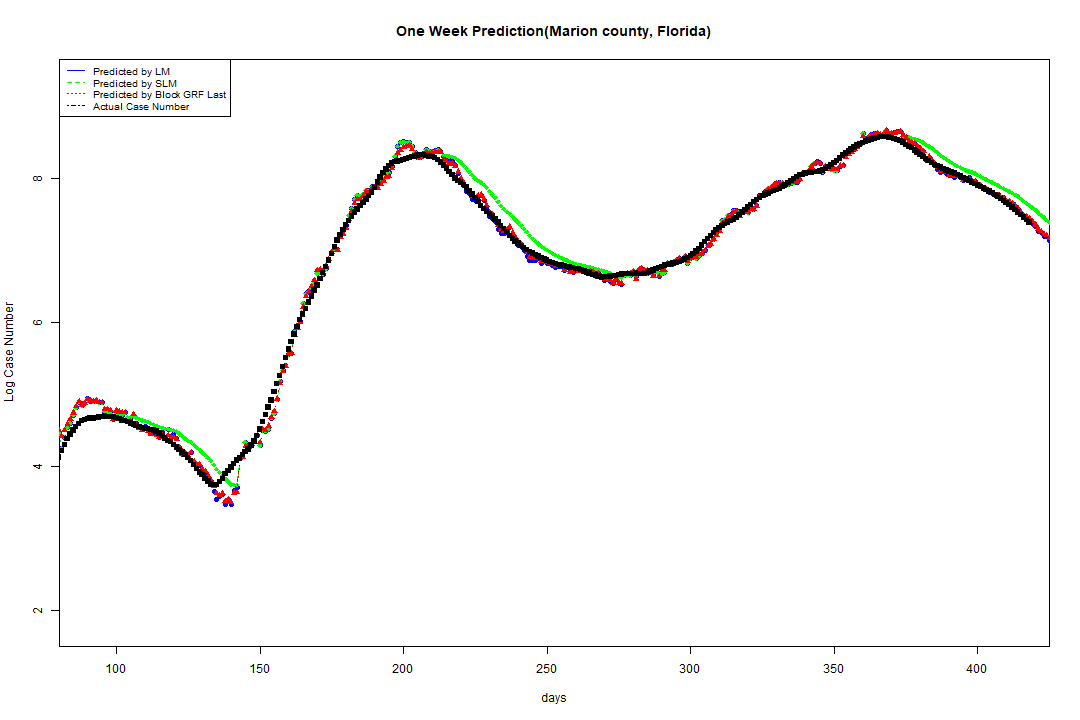 One Week Prediction(Marion county, Florida)
Predicted by LM
Predicted by SLM
Predicted by Block GRF Last
Actual Case Number
8
6
4
2
Log Case Number
100 150 200 250 300 350 400
days